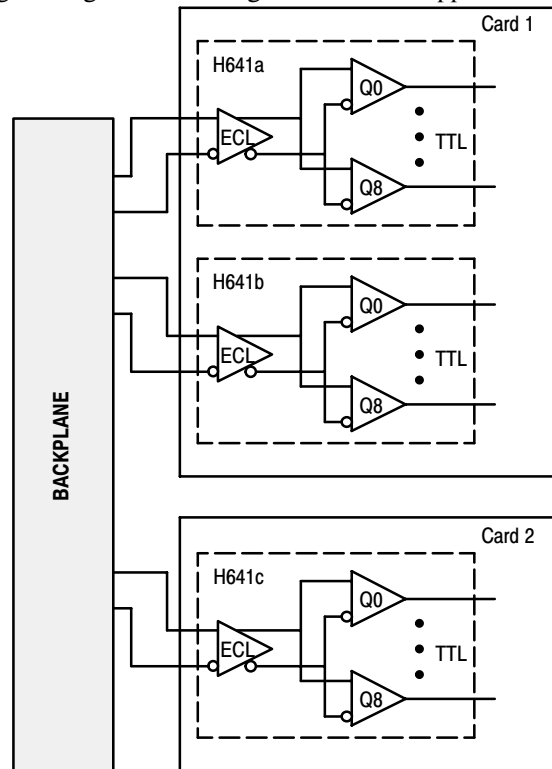 Card 1
H641a
ECL
Q0
TTL
Q8
H641b
ECL
Q0
TTL
Q8
BACKPLANE
Card 2
H641c
ECL
Q0
TTL
Q8